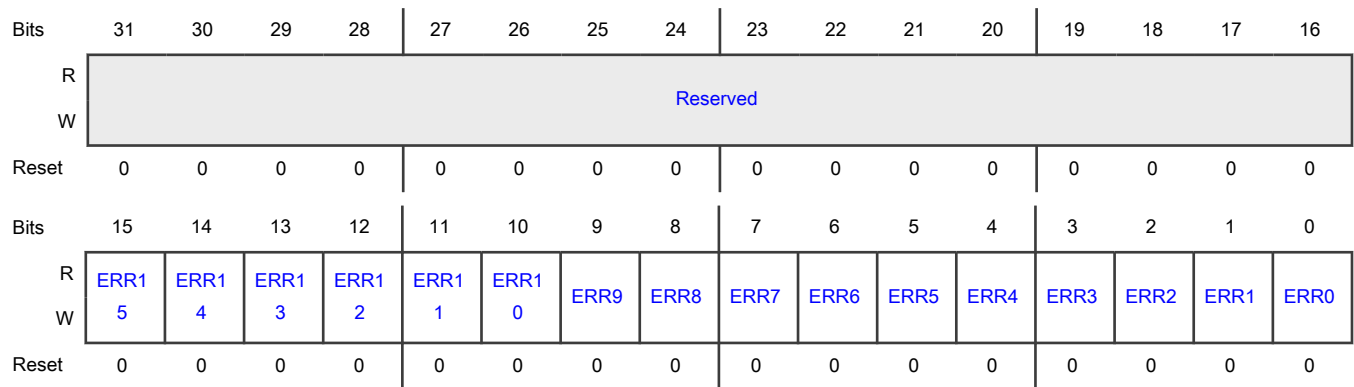 Bits 31 30 29 28 27 26 25 24 23 22 21 20 19 18 17 16
R
Reserved
W
Reset 0 0 0 0 0 0 0 0 0 0 0 0 0 0 0 0
Bits 15 14 13 12 11 10 9 8 7 6 5 4 3 2 1 0
R ERR1 ERR1 ERR1 ERR1 ERR1 ERR1
ERR9 ERR8 ERR7 ERR6 ERR5 ERR4 ERR3 ERR2 ERR1 ERR0
W 5 4 3 2 1 0
Reset 0 0 0 0 0 0 0 0 0 0 0 0 0 0 0 0